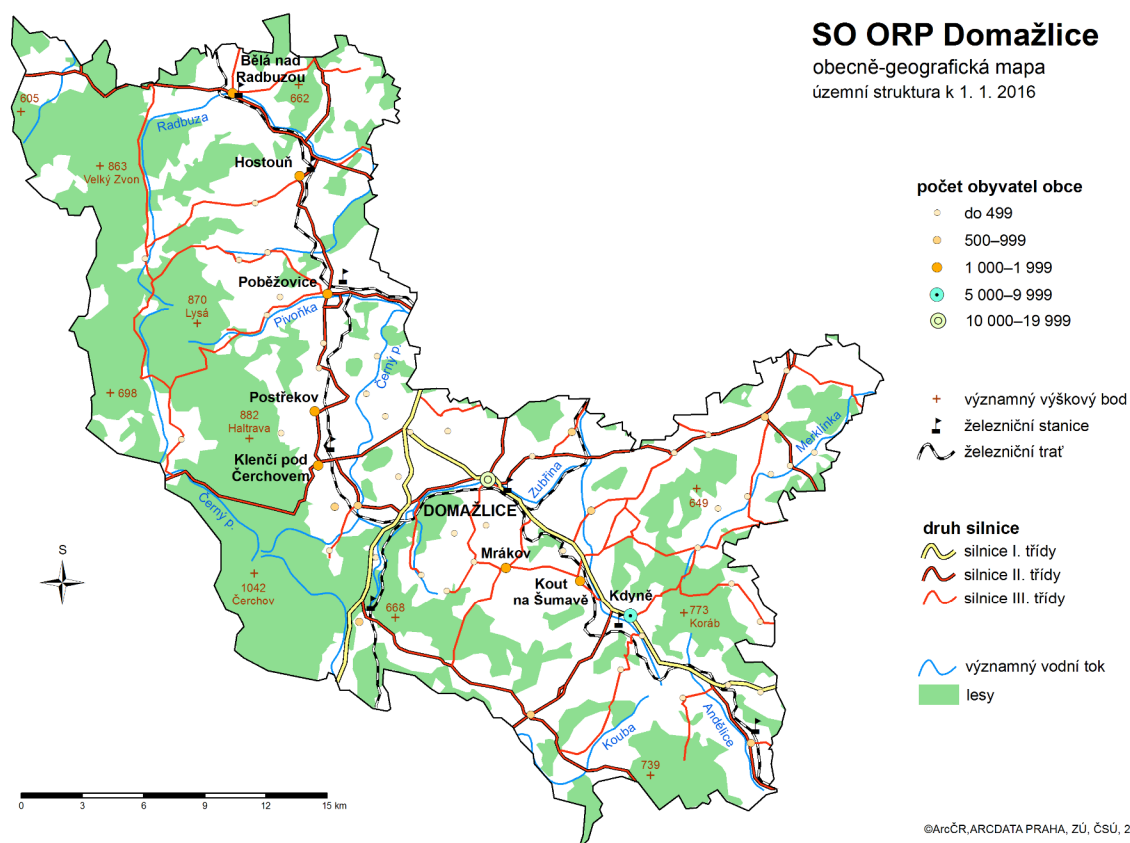 SO ORP Domažlice
obecně-geografická mapa
územní struktura k 1. 1. 2016
Bělá nad
Radbuzou
662
605
Radbuza
863
Velký Zvon
Hostouň
Poběžovice
870
Lysá
Pivoňka
Černý p.
698
Postřekov
882
Haltrava
Klenčí pod
Čerchovem
Černý p.
Merklínka
Zubřina
649
DOMAŽLICE
Mrákov
Kout
na Šumavě
Kdyně
1042
Čerchov
668
773
Koráb
Kouba
Andělice
739
počet obyvatel obce
do 499
500–999
1 000–1 999
5 000–9 999
10 000–19 999
významný výškový bod
železniční stanice
železniční trať
druh silnice
silnice I. třídy
silnice II. třídy
silnice III. třídy
významný vodní tok
lesy
S
0 3 6 9 12 15 km
©ArcČR,ARCDATA PRAHA, ZÚ, ČSÚ, 2